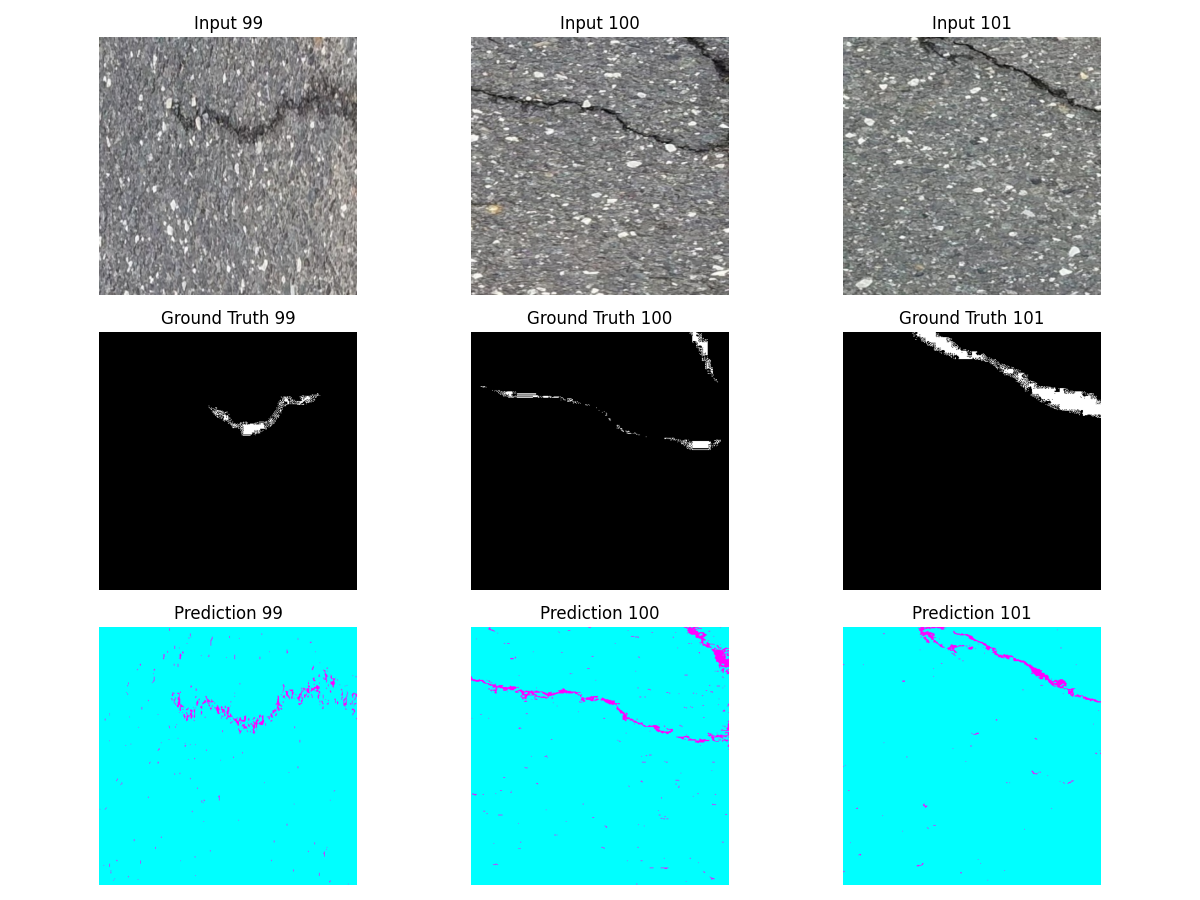 Input 99
Input 100
Input 101
Ground Truth 99
Ground Truth 100
Ground Truth 101
Prediction 99
Prediction 100
Prediction 101